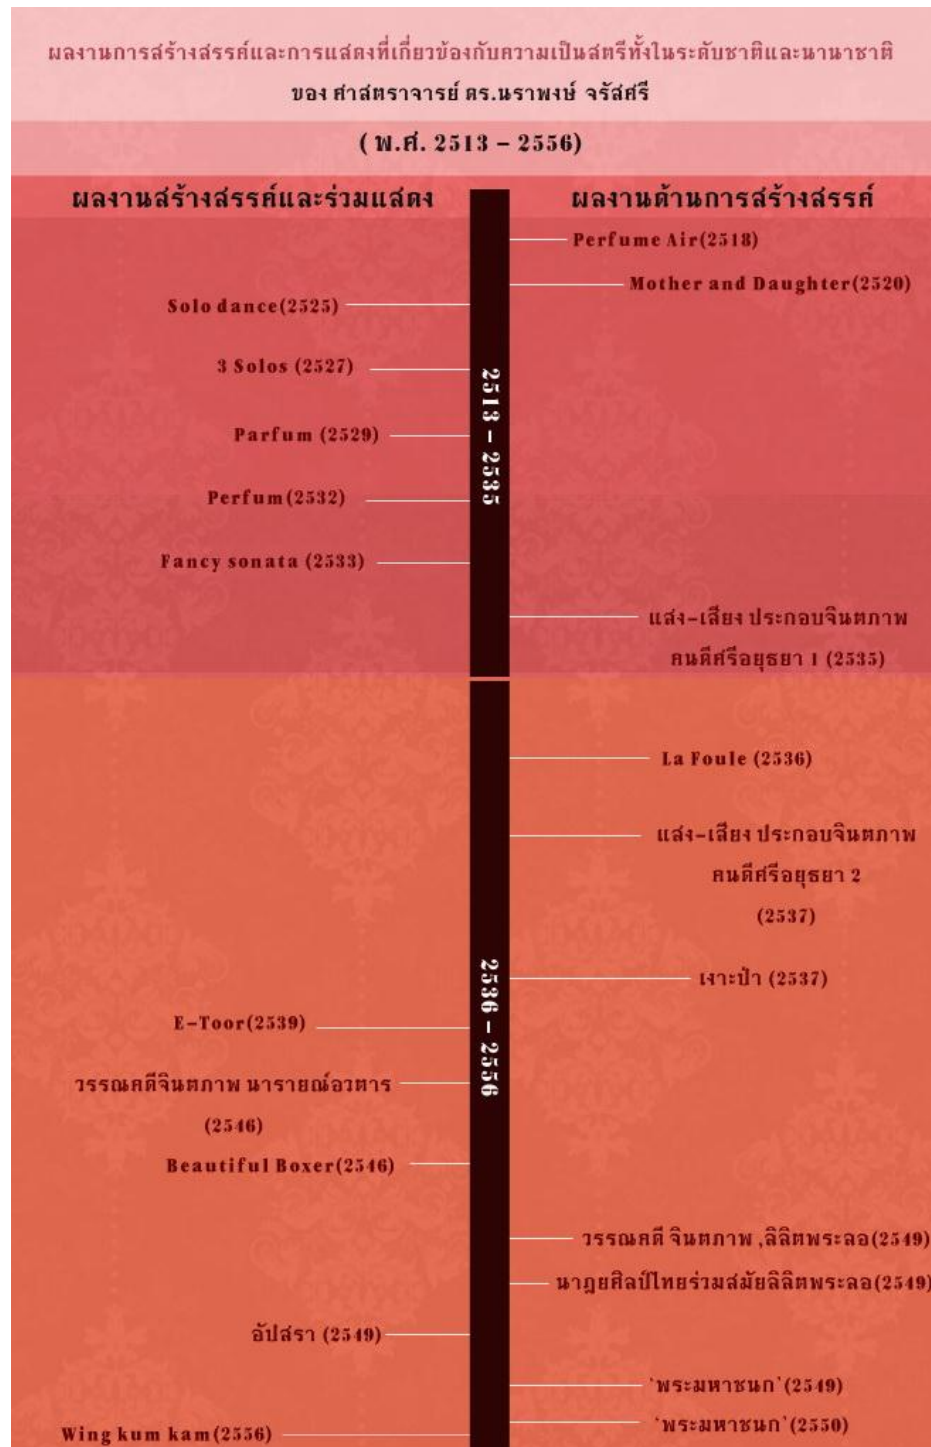 ผลงานการสร้างสรรค์และการแสดงที่เกี่ยวข้องกับความเป็นสตรีทั้งในระดับชาติและนานาชาติ
ของ ศาสตราจารย์ ดร.นราพงษ์ จรัสศรี
( พ.ศ. 2513 – 2556)
ผลงานสร้างสรรค์และร่วมแสดง
ผลงานด้านการสร้างสรรค์
Perfume Air(2518)
Mother and Daughter(2520)
Solo dance(2525)
3 Solos (2527)
2513 – 2535
Parfum (2529)
Perfum(2532)
Fancy sonata (2533)
แสง-เสียง ประกอบจินตภาพ
คนดีศรีอยุธยา 1 (2535)
La Foule (2536)
แสง-เสียง ประกอบจินตภาพ
คนดีศรีอยุธยา 2
(2537)
เงาะป่า (2537)
2536 – 2556
E-Toor(2539)
วรรณคดีจินตภาพ นารายณ์อวตาร
(2546)
Beautiful Boxer(2546)
วรรณคดี จินตภาพ ,ลิลิตพระลอ(2549)
นาฏยศิลป์ไทยร่วมสมัยลิลิตพระลอ(2549)
อัปสรา (2549)
'พระมหาชนก'(2549)
'พระมหาชนก'(2550)
Wing kum kam(2556)